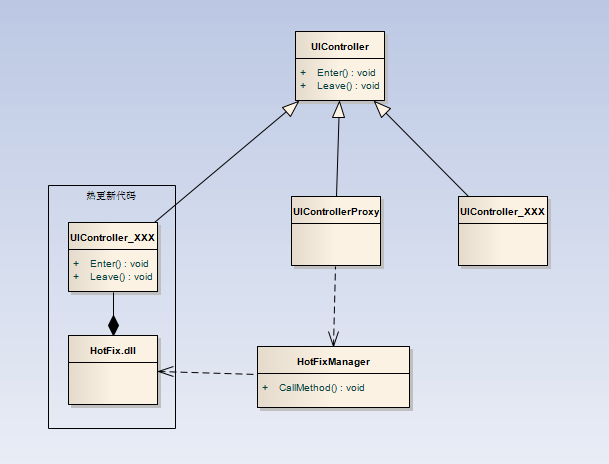 UIController
+ Enter() : void
+ Leave() : void
热更新代码
UIController_XXX
+ Enter() : void
+ Leave() : void
UIControllerProxy
UIController_XXX
HotFix.dll
HotFixManager
+ CallMethod() : void